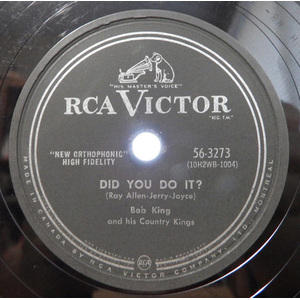 "HIS MASTER'S VOICE"
RCA VICTOR
"REG. T.M."
"NEW ORTHOPHONIC"
HIGH FIDELITY
56-3273
(10H2WB-1004)
DID YOU DO IT?
(Ray Allen-Jerry-Joyce)
Bob King
and his Country Kings
RCA
MADE IN CANADA BY RCA VICTOR COMPANY, LTD., MONTREAL